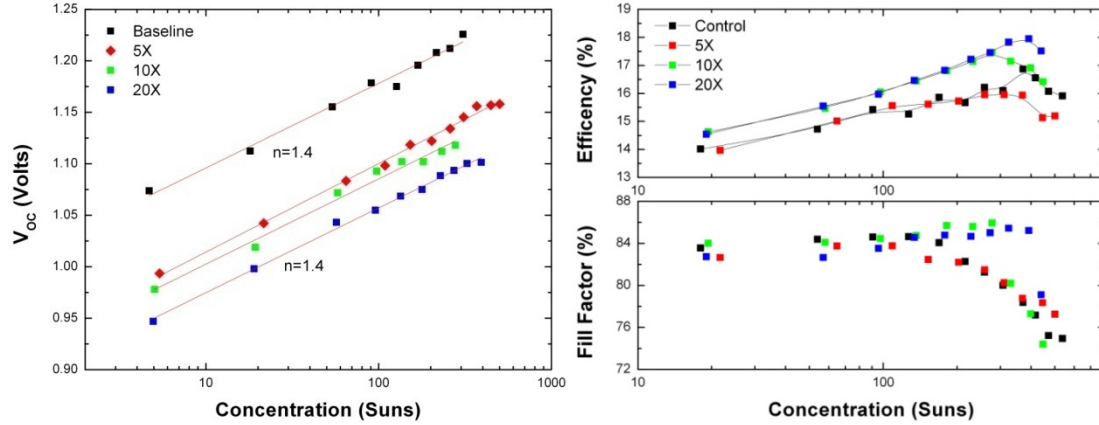 1.25
1.20
1.15
1.10
1.05
1.00
0.95
0.90
V_OC (Volts)
Baseline
5X
10X
20X
n=1.4
n=1.4
10
100
1000
Concentration (Suns)
19
18
17
16
15
14
13
Efficency (%)
Control
5X
10X
20X
10
100
88
84
80
76
72
Fill Factor (%)
10
100
Concentration (Suns)